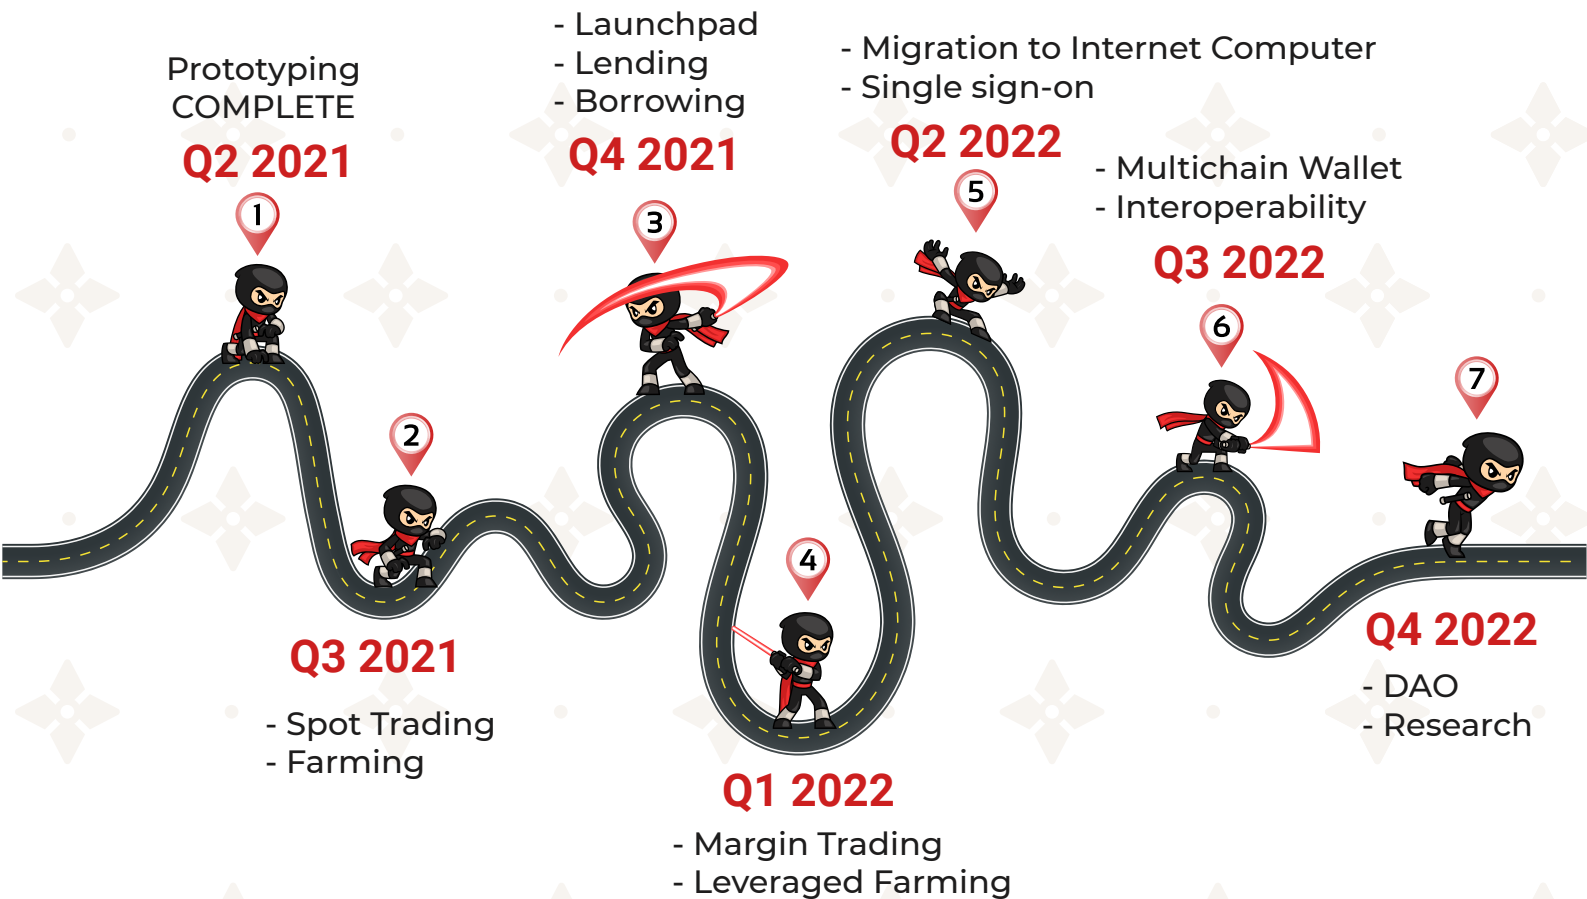 Prototyping
COMPLETE
Q2 2021
1
2
Q3 2021
- Spot Trading
- Farming
- Launchpad
- Lending
- Borrowing
Q4 2021
3
4
Q1 2022
- Margin Trading
- Leveraged Farming
- Migration to Internet Computer
- Single sign-on
Q2 2022
5
- Multichain Wallet
- Interoperability
Q3 2022
6
7
Q4 2022
- DAO
- Research